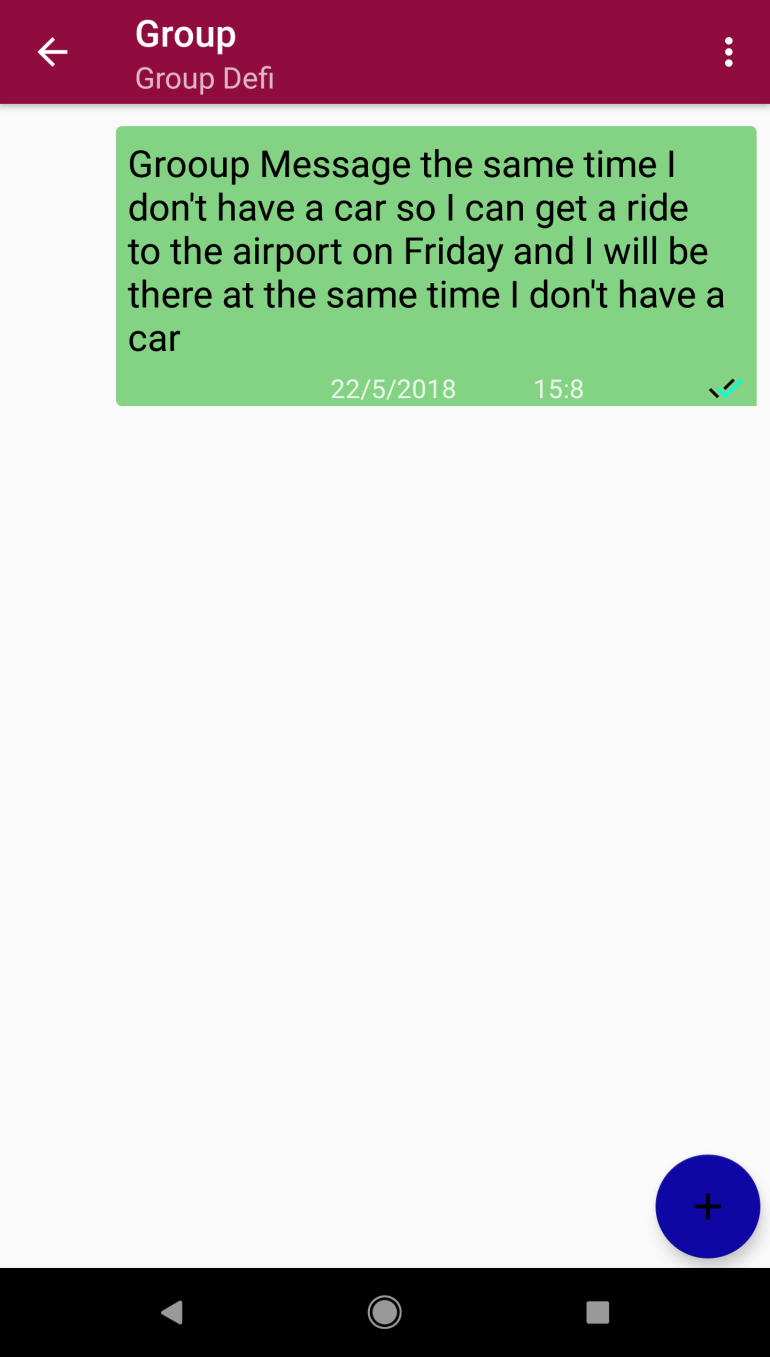 Group
Group Defi
Grooup Message the same time I
don't have a car so I can get a ride
to the airport on Friday and I will be
there at the same time I don't have a
car
22/5/2018 15:8